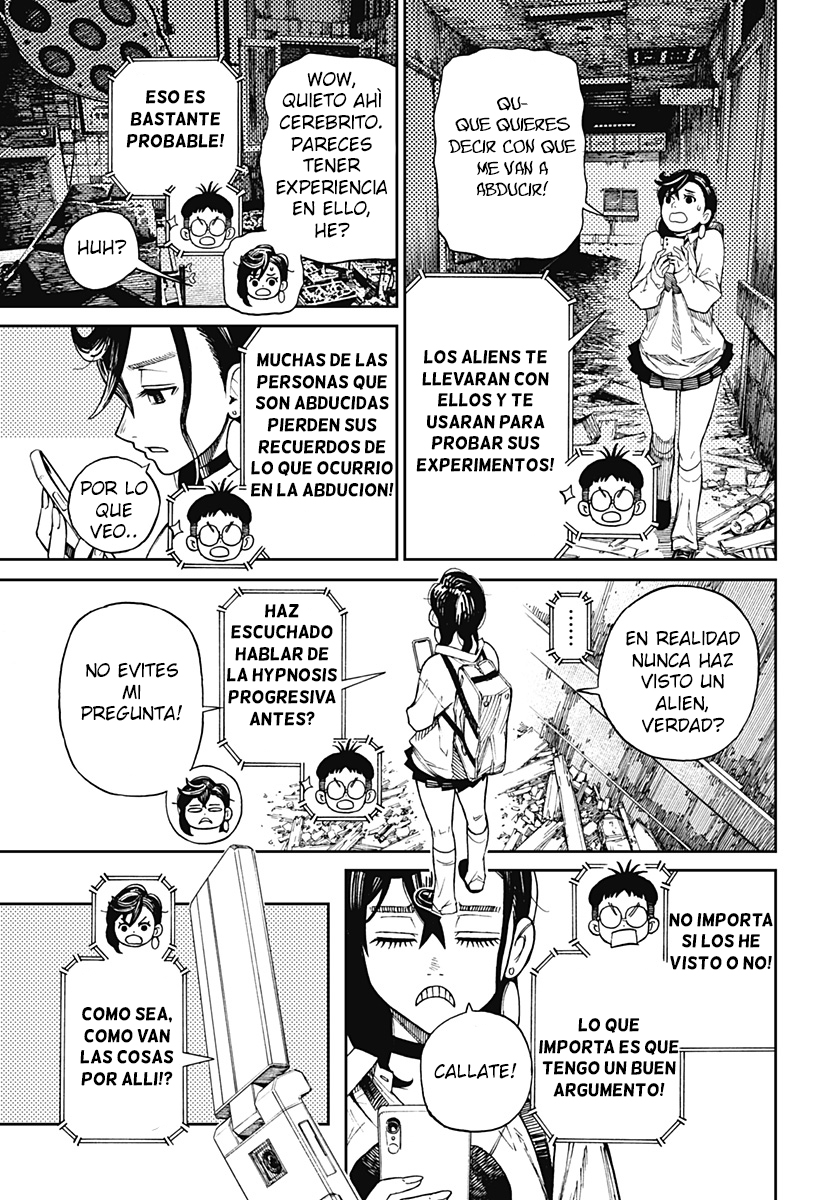 QU-
QUE QUIERES
DECIR CON QUE
ME VAN A
ABDUCIR!
LOS ALIENS TE
LLEVARAN CON
ELLOS Y TE
USARAN PARA
PROBAR SUS
EXPERIMENTOS!
WOW,
QUIETO AHÌ
CEREBRITO.
PARECES
TENER
EXPERIENCIA
EN ELLO,
HE?
ESO ES
BASTANTE
PROBABLE!
HUH?
MUCHAS DE LAS
PERSONAS QUE
SON ABDUCIDAS
PIERDEN SUS
RECUERDOS DE
LO QUE OCURRIO
EN LA ABDUCION!
POR LO
QUE
VEO..
EN REALIDAD
NUNCA HAZ
VISTO UN
ALIEN,
VERDAD?
......
HAZ
ESCUCHADO
HABLAR DE
LA HYPNOSIS
PROGRESIVA
ANTES?
NO EVITES
MI
PREGUNTA!
NO IMPORTA
SI LOS HE
VISTO O NO!
LO QUE
IMPORTA ES QUE
TENGO UN BUEN
ARGUMENTO!
CALLATE!
COMO SEA,
COMO VAN
LAS COSAS
POR ALLI!?